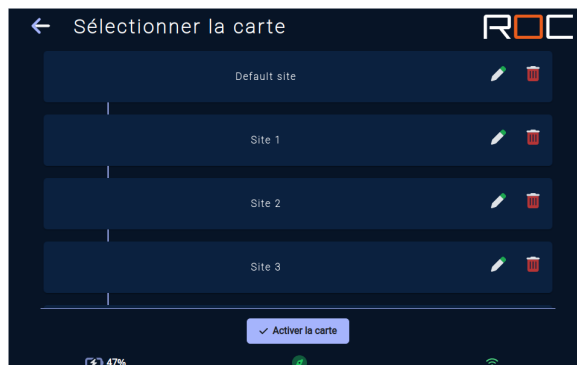 Sélectionner la carte
ROC
Default site
Site 1
Site 2
Site 3
Activer la carte
47%